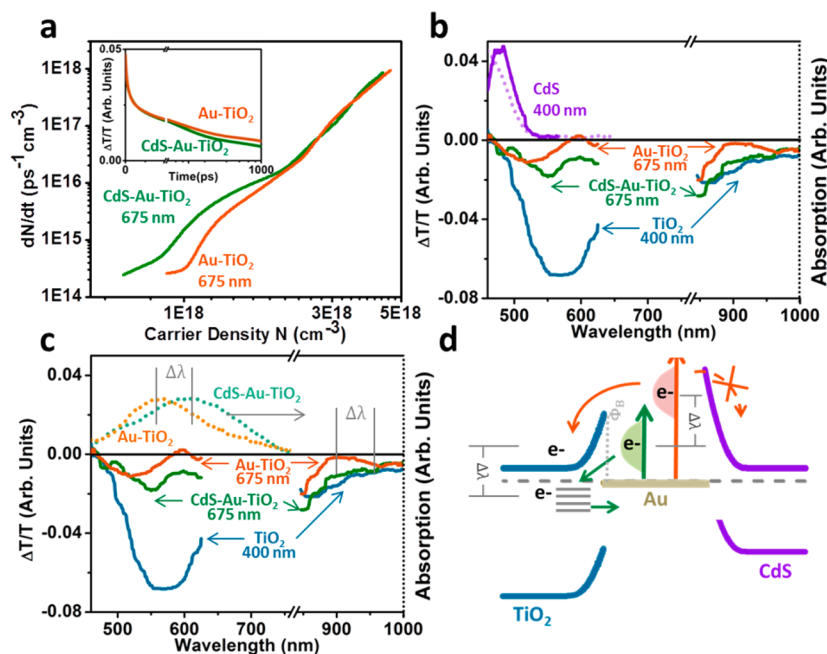 a
dN/dt (ps⁻¹ cm⁻³)
1E18
1E17
1E16
1E15
1E14
ΔT/T (Arb. Units)
0.05
0.00
0
1000
Time(ps)
Au-TiO₂
CdS-Au-TiO₂
CdS-Au-TiO₂
675 nm
Au-TiO₂
675 nm
1E18
3E18
5E18
Carrier Density N (cm⁻³)
b
ΔT/T (Arb. Units)
0.04
0.00
-0.04
-0.08
CdS
400 nm
Au-TiO₂
675 nm
CdS-Au-TiO₂
675 nm
TiO₂
400 nm
500
600
700
800
900
1000
Wavelength (nm)
Absorption (Arb. Units)
c
ΔT/T (Arb. Units)
0.04
0.00
-0.04
-0.08
Δλ
CdS-Au-TiO₂
Au-TiO₂
Δλ
Au-TiO₂
675 nm
CdS-Au-TiO₂
675 nm
TiO₂
400 nm
500
600
700
900
1000
Wavelength (nm)
Absorption (Arb. Units)
d
e-
Φ_B
Δλ
e-
e-
Δλ
e-
Au
CdS
TiO₂